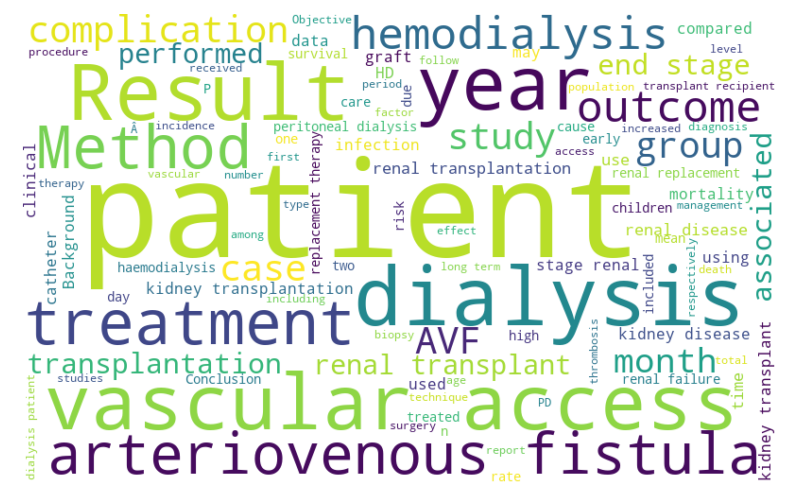 complication
hemodialysis
Objective
compared
performed
data
survival
may
level
procedure
received
graft
follow
end stage
Result
year
P
HD
period
due
population
transplant recipient
care
factor
outcome
Method
Â
incidence
peritoneal dialysis
study
cause
increased
diagnosis
infection
early
access
group
one
clinical
therapy
vascular
first
number
replacement therapy
renal transplantation
use
renal replacement
associated
patient
mortality
type
risk
effect
children
management
among
renal disease
mean
catheter
Background
haemodialysis
case
two
long term
stage renal
using
included
respectively
death
day
kidney transplantation
including
dialysis
treatment
biopsy
AVF
high
thrombosis
kidney disease
kidney transplant
transplantation
renal transplant
month
total
dialysis patient
studies
Conclusion
used
age
renal failure
time
vascular access
technique
treated
PD
surgery
n
arteriovenous fistula
report
rate